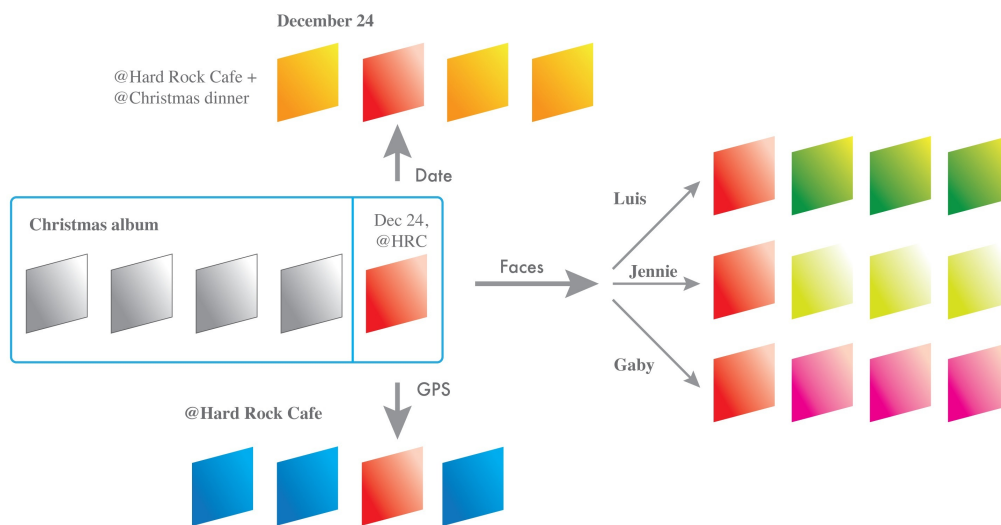 December 24
@Hard Rock Cafe +
@Christmas dinner
Date
Christmas album
Dec 24,
@HRC
Faces
Luis
Jennie
Gaby
GPS
@Hard Rock Cafe